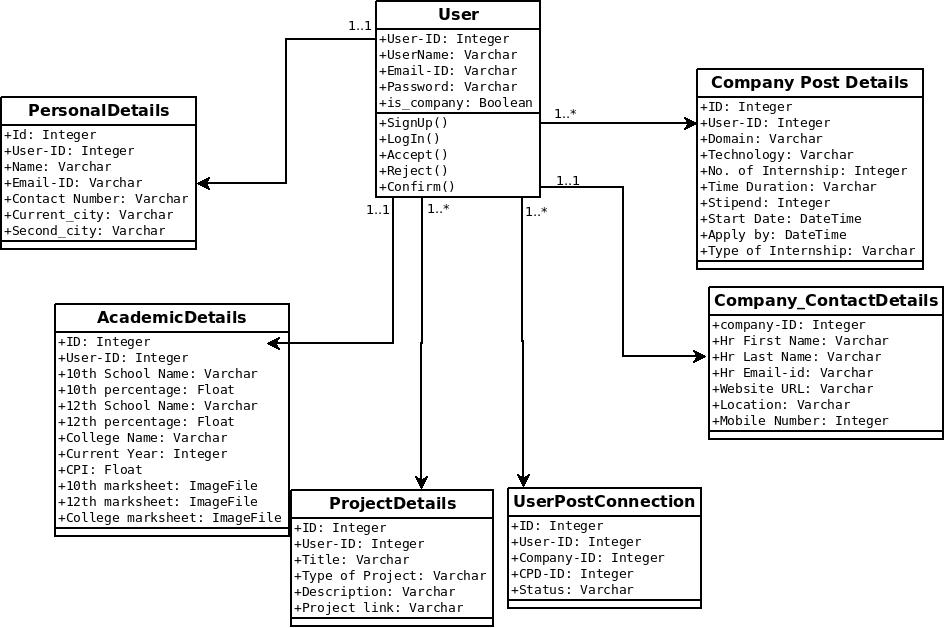 User
+User-ID: Integer
+UserName: Varchar
+Email-ID: Varchar
+Password: Varchar
+is_company: Boolean
+SignUp()
+LogIn()
+Accept()
+Reject()
+Confirm()
1..1
1..*
1..1
1..1
1..*
1..*
PersonalDetails
+Id: Integer
+User-ID: Integer
+Name: Varchar
+Email-ID: Varchar
+Contact Number: Varchar
+Current_city: Varchar
+Second_city: Varchar
Company Post Details
+ID: Integer
+User-ID: Integer
+Domain: Varchar
+Technology: Varchar
+No. of Internship: Integer
+Time Duration: Varchar
+Stipend: Integer
+Start Date: DateTime
+Apply by: DateTime
+Type of Internship: Varchar
Company_ContactDetails
+company-ID: Integer
+Hr First Name: Varchar
+Hr Last Name: Varchar
+Hr Email-id: Varchar
+Website URL: Varchar
+Location: Varchar
+Mobile Number: Integer
AcademicDetails
+ID: Integer
+User-ID: Integer
+10th School Name: Varchar
+10th percentage: Float
+12th School Name: Varchar
+12th percentage: Float
+College Name: Varchar
+Current Year: Integer
+CPI: Float
+10th marksheet: ImageFile
+12th marksheet: ImageFile
+College marksheet: ImageFile
ProjectDetails
+ID: Integer
+User-ID: Integer
+Title: Varchar
+Type of Project: Varchar
+Description: Varchar
+Project link: Varchar
UserPostConnection
+ID: Integer
+User-ID: Integer
+Company-ID: Integer
+CPD-ID: Integer
+Status: Varchar